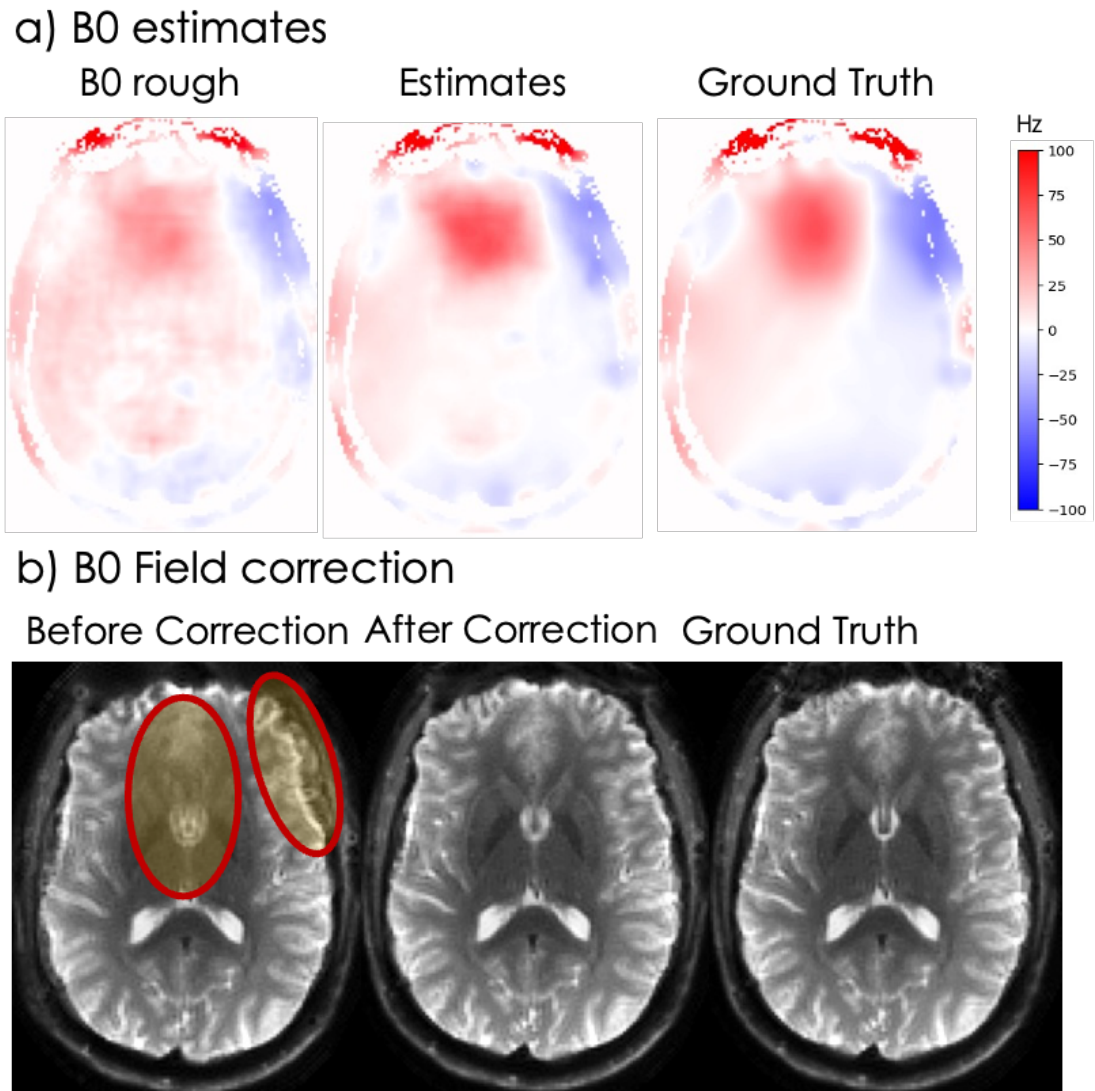 a) B0 estimates
B0 rough
Estimates
Ground Truth
Hz
100
75
50
25
0
−25
−50
−75
−100
b) B0 Field correction
Before Correction
After Correction
Ground Truth